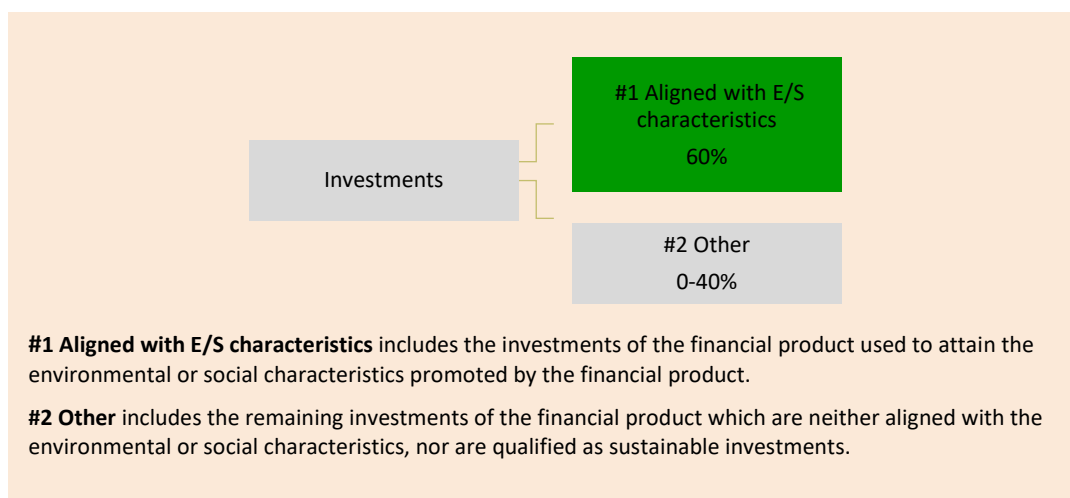 #1 Aligned with E/S
characteristics
60%
Investments
#2 Other
0-40%
#1 Aligned with E/S characteristics includes the investments of the financial product used to attain the
environmental or social characteristics promoted by the financial product.
#2 Other includes the remaining investments of the financial product which are neither aligned with the
environmental or social characteristics, nor are qualified as sustainable investments.